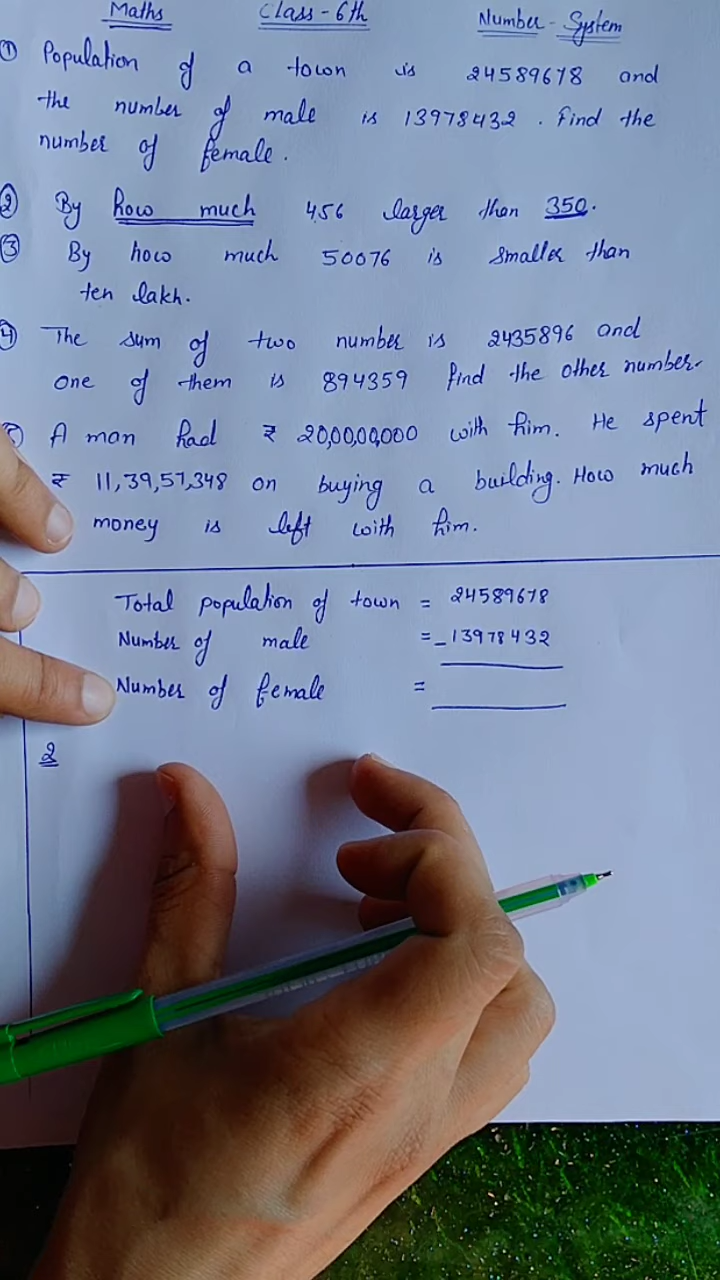 Maths Class-6th Number-System
① Population of a town is 24589678 and
the number of male is 13978432. Find the
number of female.
② By how much 456 larger than 350.
③ By how much 50076 is smaller than
ten lakh.
4 The sum of two number is 2435896 and
one of them is 894359 find the other number.
A man had ₹ 20,00,00,000 with him. He spent
₹ 11,39,57,348 on buying a building. How much
money is left with him.
Total population of town = 24589678
Number of male = -13978432
Number of female =
2